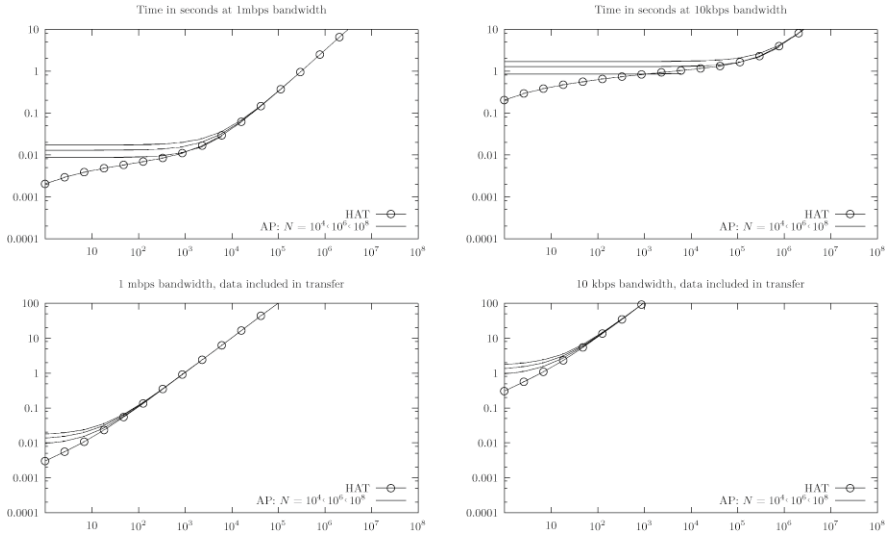 Time in seconds at 1mbps bandwidth
10
1
0.1
0.01
0.001
0.0001
HAT
AP: N = 10⁴, 10⁶, 10⁸
10 10² 10³ 10⁴ 10⁵ 10⁶ 10⁷ 10⁸
Time in seconds at 10kbps bandwidth
10
1
0.1
0.01
0.001
0.0001
HAT
AP: N = 10⁴, 10⁶, 10⁸
10 10² 10³ 10⁴ 10⁵ 10⁶ 10⁷ 10⁸
1 mbps bandwidth, data included in transfer
100
10
1
0.1
0.01
0.001
0.0001
HAT
AP: N = 10⁴, 10⁶, 10⁸
10 10² 10³ 10⁴ 10⁵ 10⁶ 10⁷ 10⁸
10 kbps bandwidth, data included in transfer
100
10
1
0.1
0.01
0.001
0.0001
HAT
AP: N = 10⁴, 10⁶, 10⁸
10 10² 10³ 10⁴ 10⁵ 10⁶ 10⁷ 10⁸